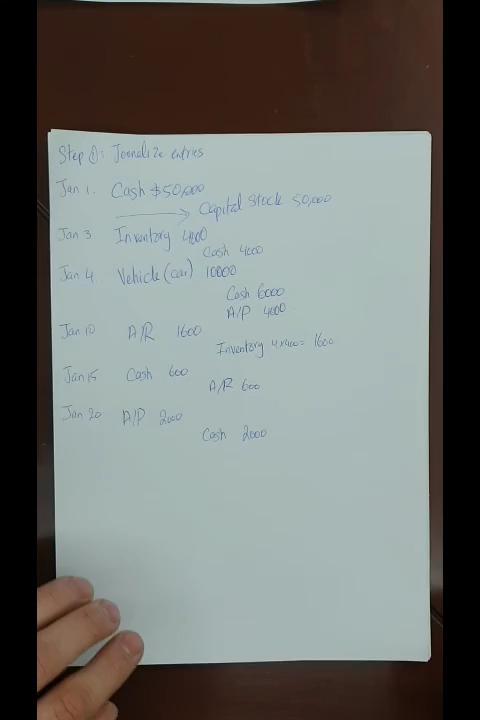 Step ①: Jornalize entries
Jan 1. Cash $50,000
Capital Stock 50,000
Jan 3 Inventory 4000
Cash 4000
Jan 4 Vehicle (car) 10000
Cash 6000
A/P 4000
Jan 10 A/R 1600
Inventory 4x400= 1600
Jan 15 Cash 600
A/R 600
Jan 20 A/P 2000
Cash 2000